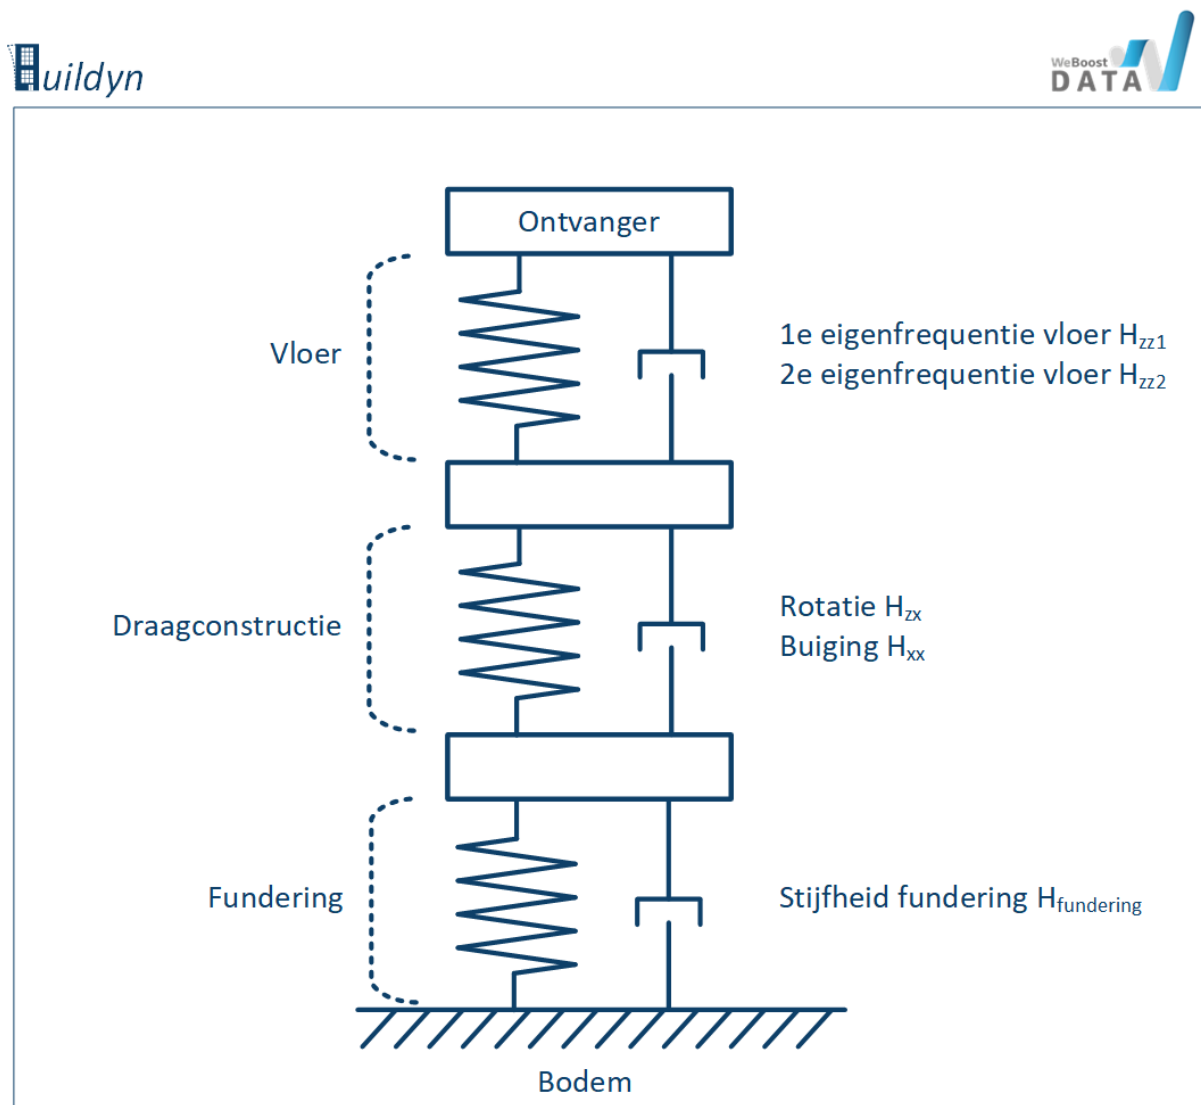 Buildyn
WeBoost
DATA
Ontvanger
Vloer
1e eigenfrequentie vloer Hzz1
2e eigenfrequentie vloer Hzz2
Draagconstructie
Rotatie Hzx
Buiging Hxx
Fundering
Stijfheid fundering Hfundering
Bodem